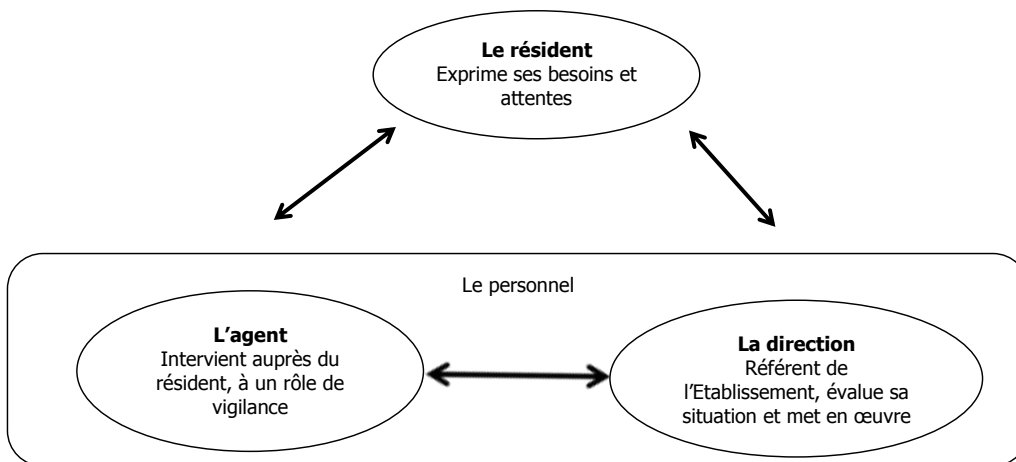 Le résident
Exprime ses besoins et
attentes
Le personnel
L'agent
Intervient auprès du
résident, à un rôle de
vigilance
La direction
Référent de
l'Etablissement, évalue sa
situation et met en œuvre